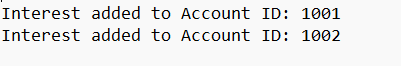 Interest added to Account ID: 1001
Interest added to Account ID: 1002